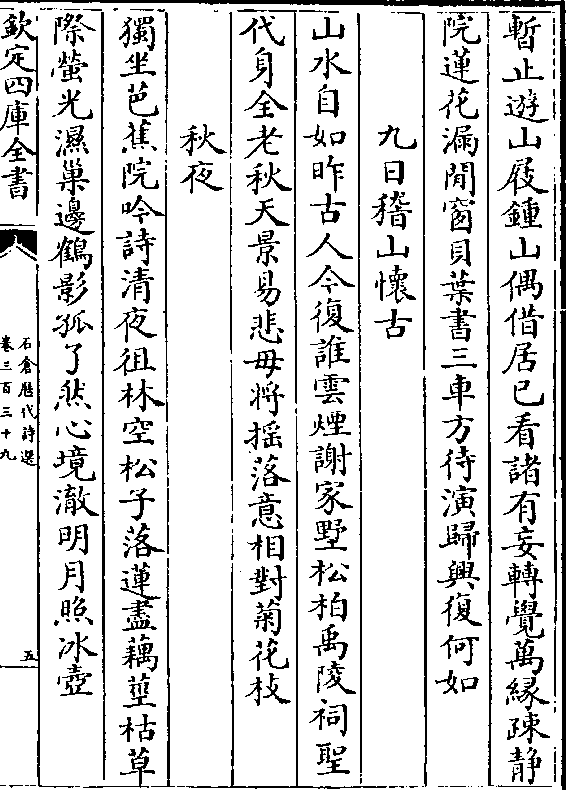 暫止遊山屐鍾山偶借居已看諸有妄轉覺萬緣踈静
院蓮花漏閒窗貝葉書三車方待演歸興復何如
九日稽山懷古
山水自如昨古人今復誰雲煙謝家墅松柏禹陵祠聖
代身全老秋天景易悲毋將揺落意相對菊花枝
秋夜
獨坐芭蕉院吟詩清夜徂林空松子落蓮盡藕莖枯草
際螢光濕巢邊鶴影孤了然心境澈明月照冰壺
欽定四庫全書
石倉歷代詩選
卷三百三十九
五